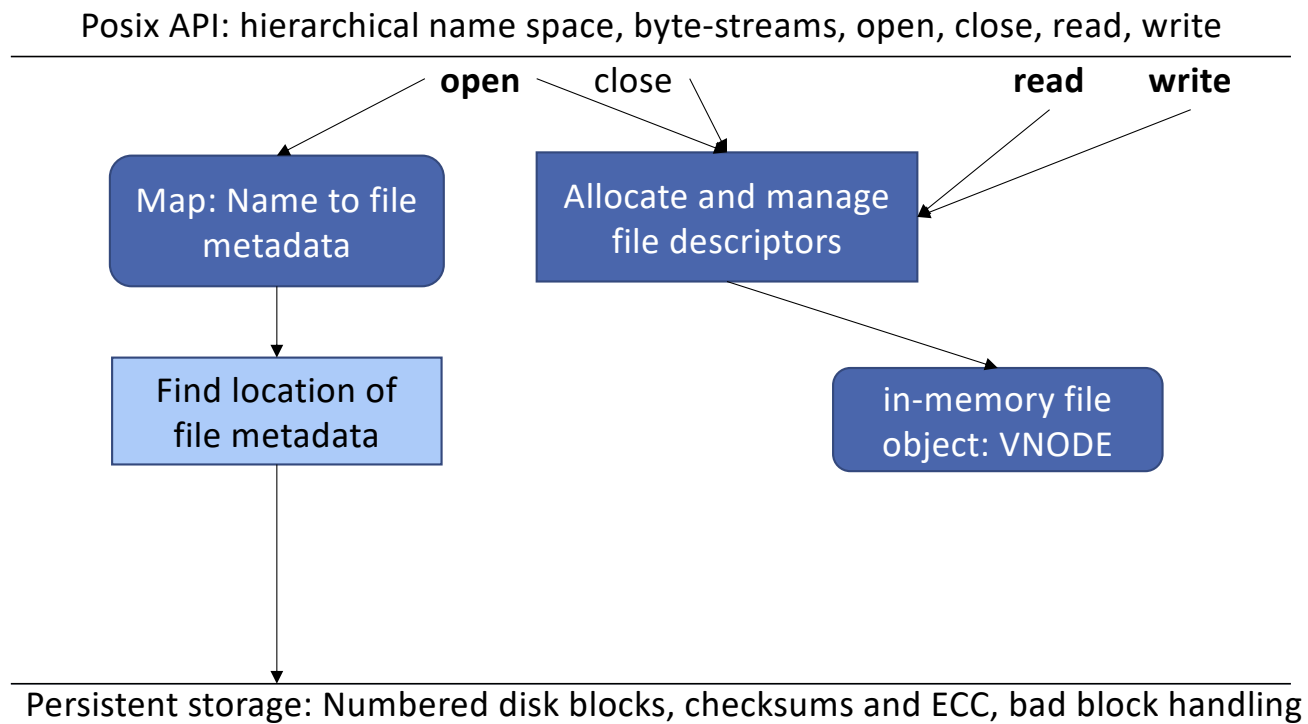 Posix API: hierarchical name space, byte-streams, open, close, read, write
open close read write
Map: Name to file
metadata
Allocate and manage
file descriptors
Find location of
file metadata
in-memory file
object: VNODE
Persistent storage: Numbered disk blocks, checksums and ECC, bad block handling